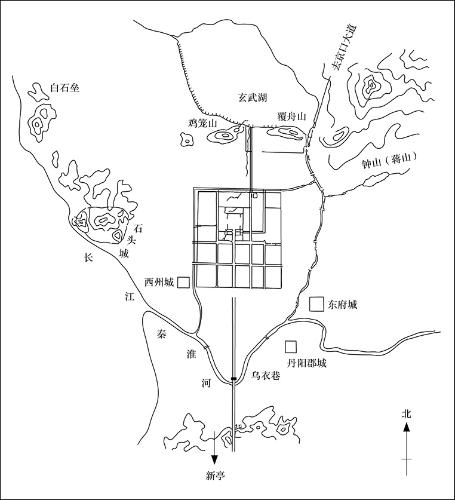 去京口大道
白石垒
玄武湖
鸡笼山
覆舟山
钟山（蒋山）
石头城
长江
西州城
东府城
秦淮河
丹阳郡城
乌衣巷
北
新亭